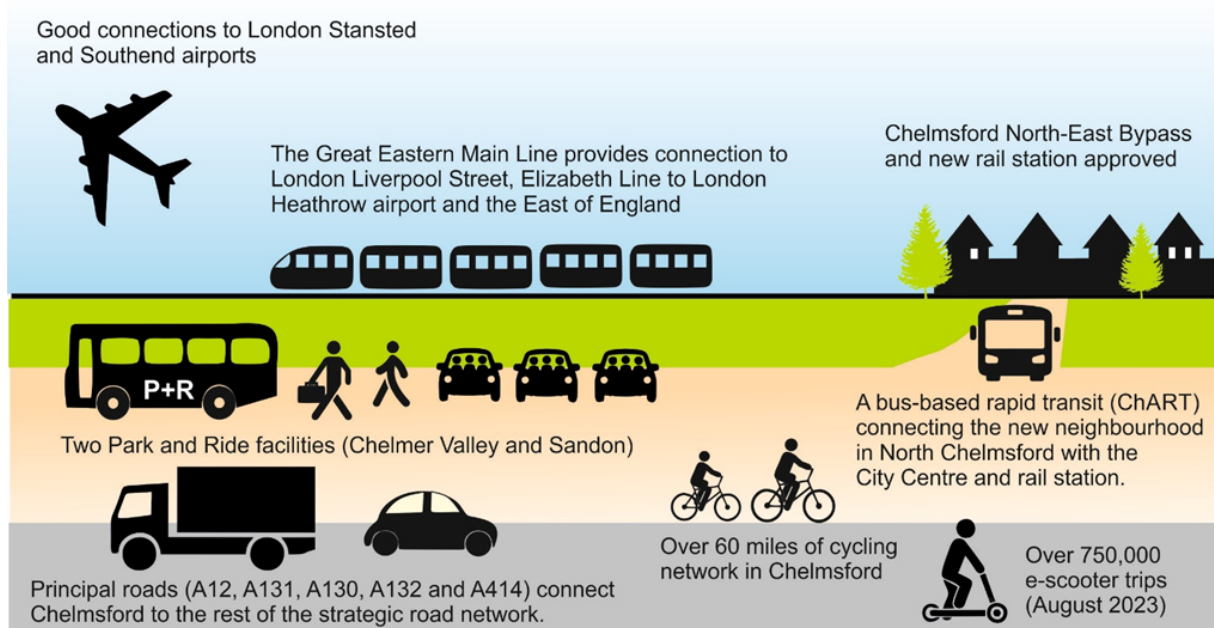 Good connections to London Stansted
and Southend airports
The Great Eastern Main Line provides connection to
London Liverpool Street, Elizabeth Line to London
Heathrow airport and the East of England
Chelmsford North-East Bypass
and new rail station approved
P+R
Two Park and Ride facilities (Chelmer Valley and Sandon)
A bus-based rapid transit (ChART)
connecting the new neighbourhood
in North Chelmsford with the
City Centre and rail station.
Principal roads (A12, A131, A130, A132 and A414) connect
Chelmsford to the rest of the strategic road network.
Over 60 miles of cycling
network in Chelmsford
Over 750,000
e-scooter trips
(August 2023)